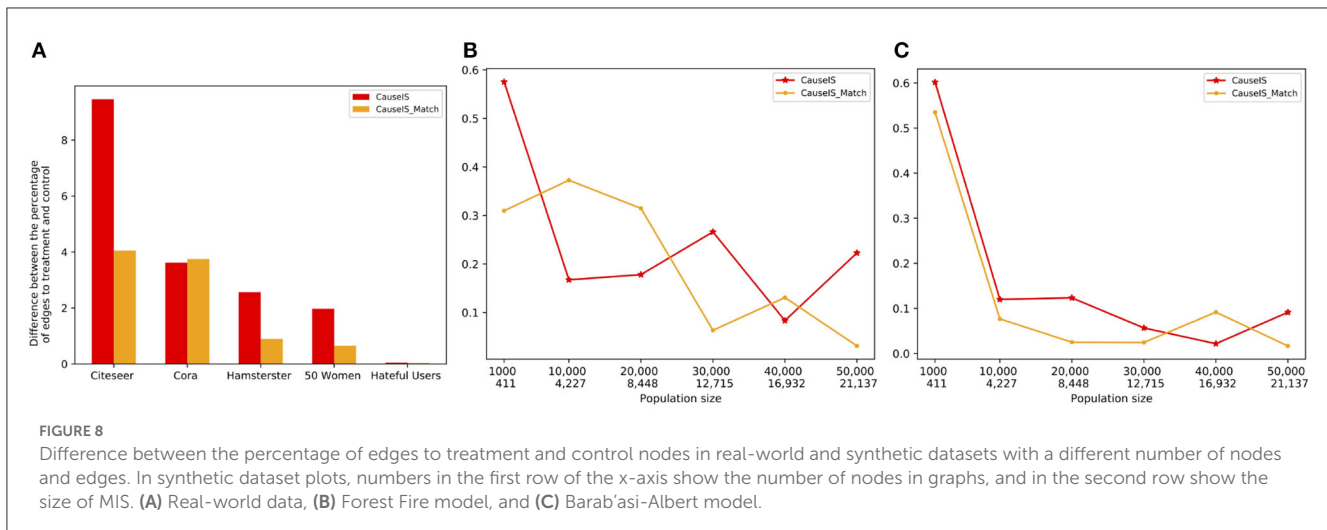 A
Difference between the percentage
of edges to treatment and control
8
6
4
2
0
CauseIS
CauseIS_Match
Citeseer Cora Hamsterster 50 Women Hateful Users
B
0.6
0.5
0.4
0.3
0.2
0.1
CauseIS
CauseIS_Match
1000 10,000 20,000 30,000 40,000 50,000
411 4,227 8,448 12,715 16,932 21,137
Population size
C
0.6
0.5
0.4
0.3
0.2
0.1
0.0
CauseIS
CauseIS_Match
1000 10,000 20,000 30,000 40,000 50,000
411 4,227 8,448 12,715 16,932 21,137
Population size
FIGURE 8
Difference between the percentage of edges to treatment and control nodes in real-world and synthetic datasets with a different number of nodes
and edges. In synthetic dataset plots, numbers in the first row of the x-axis show the number of nodes in graphs, and in the second row show the
size of MIS. (A) Real-world data, (B) Forest Fire model, and (C) Barab'asi-Albert model.